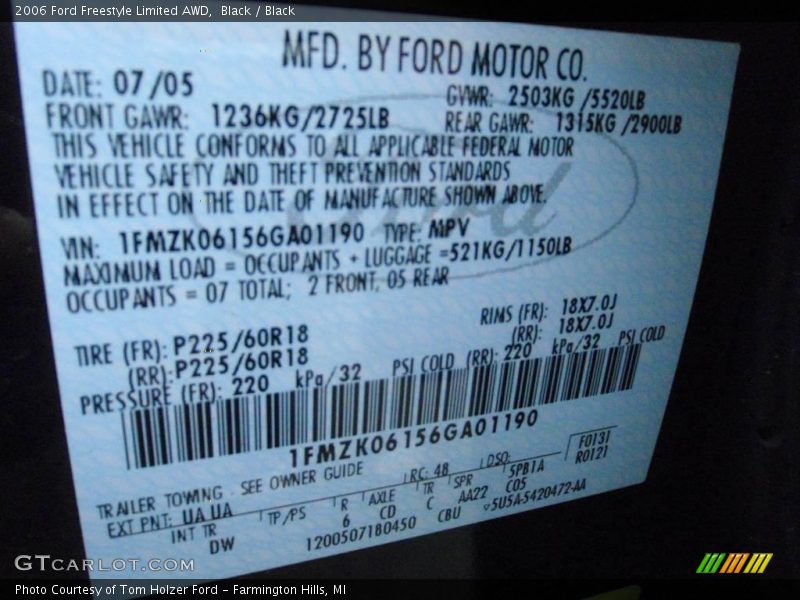 2006 Ford Freestyle Limited AWD,  Black / Black
MFD. BY FORD MOTOR CO.
DATE: 07/05
GVWR: 2503KG /5520LB
FRONT GAWR: 1236KG/2725LB
REAR GAWR: 1315KG /2900LB
THIS VEHICLE CONFORMS TO ALL APPLICABLE FEDERAL MOTOR
VEHICLE SAFETY AND THEFT PREVENTION STANDARDS
IN EFFECT ON THE DATE OF MANUFACTURE SHOWN ABOVE.
VIN: 1FMZK06156GA01190 TYPE: MPV
MAXIMUM LOAD = OCCUPANTS + LUGGAGE =521KG/1150LB
OCCUPANTS = 07 TOTAL; 2 FRONT, 05 REAR
TIRE (FR): P225/60R18 RIMS (FR): 18X7.0J
(RR): P225/60R18 (RR): 18X7.0J
PRESSURE (FR): 220 kPa/32 PSI COLD (RR): 220 kPa/32 PSI COLD
1FMZK06156GA01190
TRAILER TOWING - SEE OWNER GUIDE
EXT PNT: UA UA RC: 48 DSO: F0131
R0121
INT TR TP/PS R AXLE TR SPR 5PB1A
DW 6 CD C AA22 C05
1200507180450 CBU ▽5U5A-5420472-AA
Ford
GTCARLOT.COM
Photo Courtesy of Tom Holzer Ford – Farmington Hills, MI